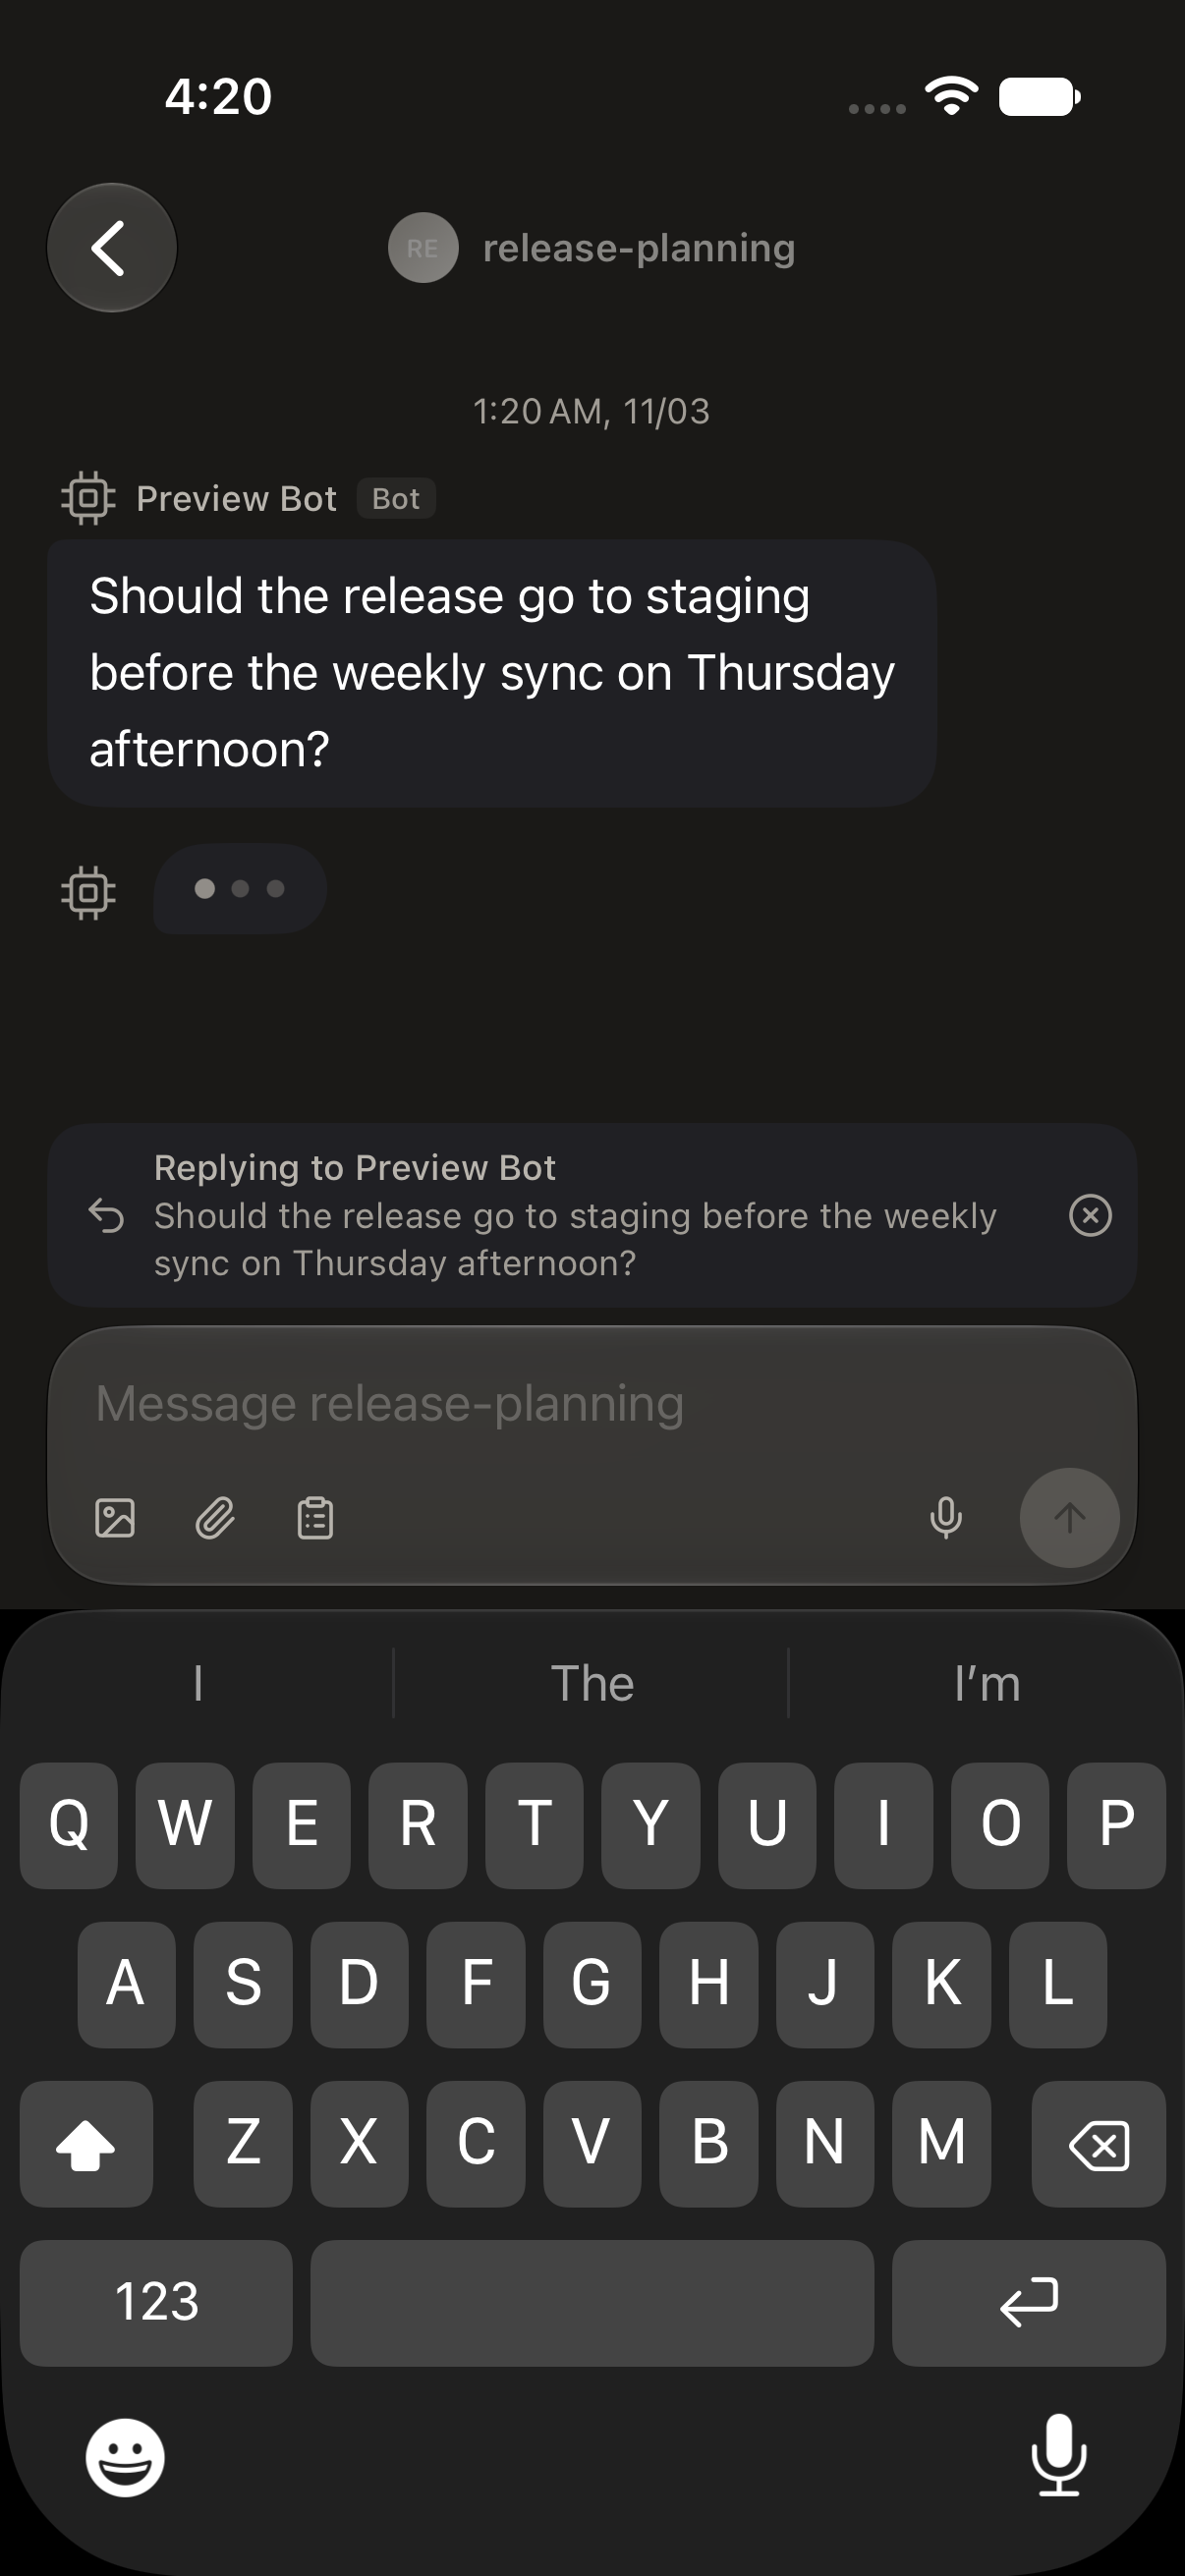 4:20
RE release-planning
1:20 AM, 11/03
Preview Bot Bot
Should the release go to staging
before the weekly sync on Thursday
afternoon?
Replying to Preview Bot
Should the release go to staging before the weekly
sync on Thursday afternoon?
Message release-planning
I The I’m
Q W E R T Y U I O P
A S D F G H J K L
Z X C V B N M
123